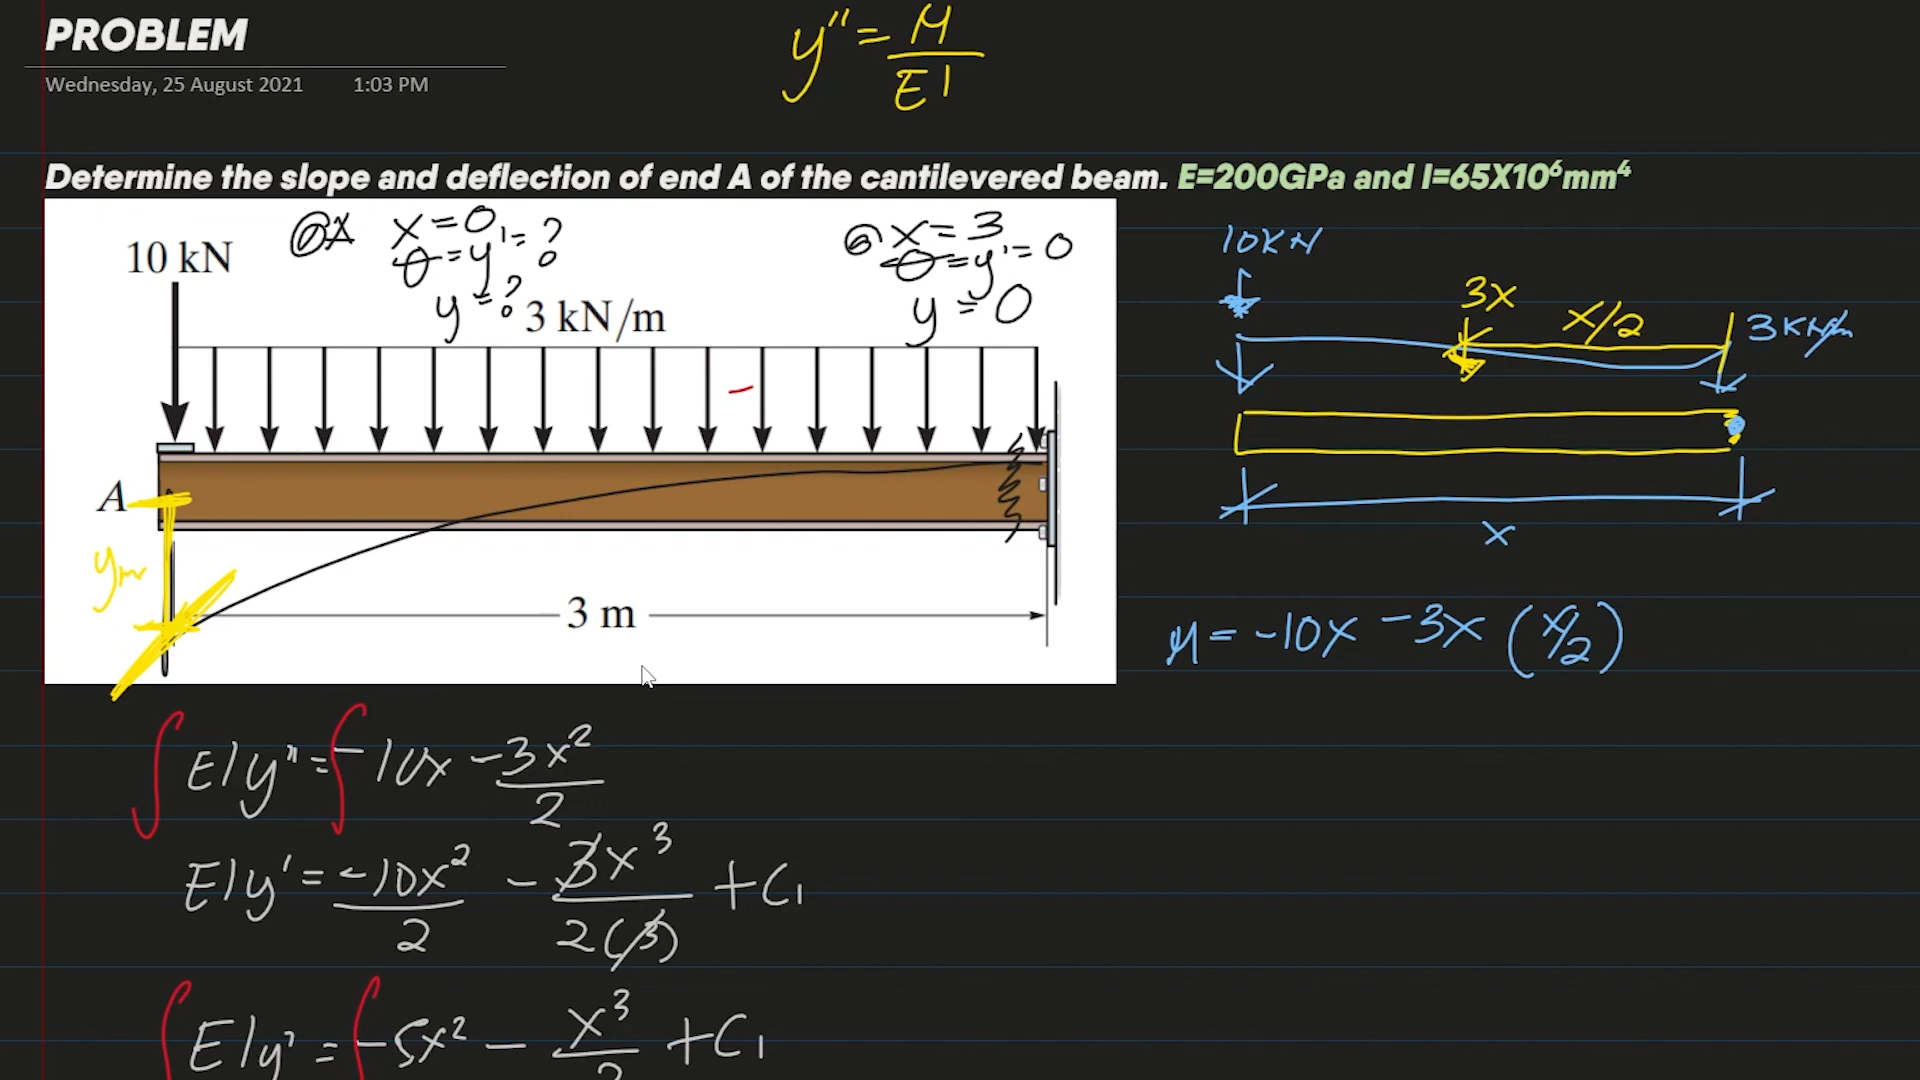 PROBLEM
Wednesday, 25 August 2021 1:03 PM
y" = M / EI
Determine the slope and deflection of end A of the cantilevered beam. E=200GPa and I=65X10⁶mm⁴
10 kN
@ x = 0
θ = y' = ?
y = ?
@ x = 3
θ = y' = 0
y = 0
3 kN/m
A
3 m
10KN
3x
x/2
3KN/m
x
M = -10x - 3x (x/2)
∫ EIy" = ∫ -10x - 3x² / 2
EIy' = -10x² / 2 - 3x³ / 2(3) + C₁
∫ EIy' = ∫ -5x² - x³ / 2 + C₁